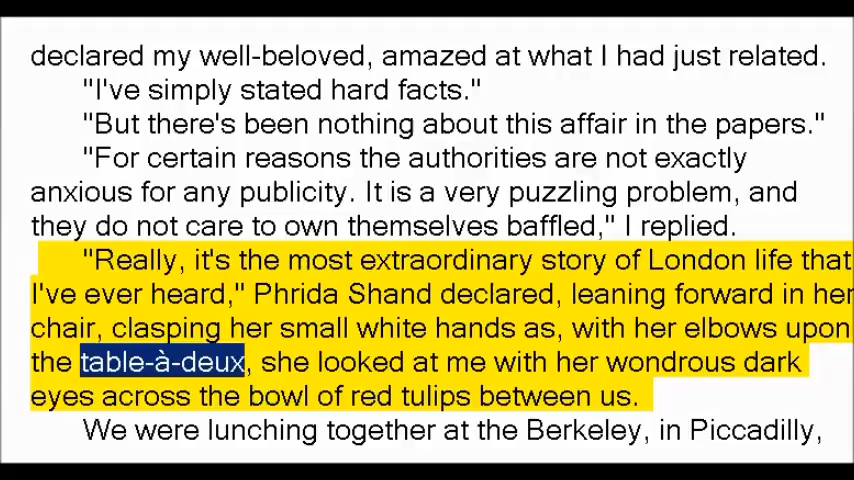 declared my well-beloved, amazed at what I had just related.
"I've simply stated hard facts."
"But there's been nothing about this affair in the papers."
"For certain reasons the authorities are not exactly
anxious for any publicity. It is a very puzzling problem, and
they do not care to own themselves baffled," I replied.
"Really, it's the most extraordinary story of London life that
I've ever heard," Phrida Shand declared, leaning forward in her
chair, clasping her small white hands as, with her elbows upon
the table-à-deux, she looked at me with her wondrous dark
eyes across the bowl of red tulips between us.
We were lunching together at the Berkeley, in Piccadilly,